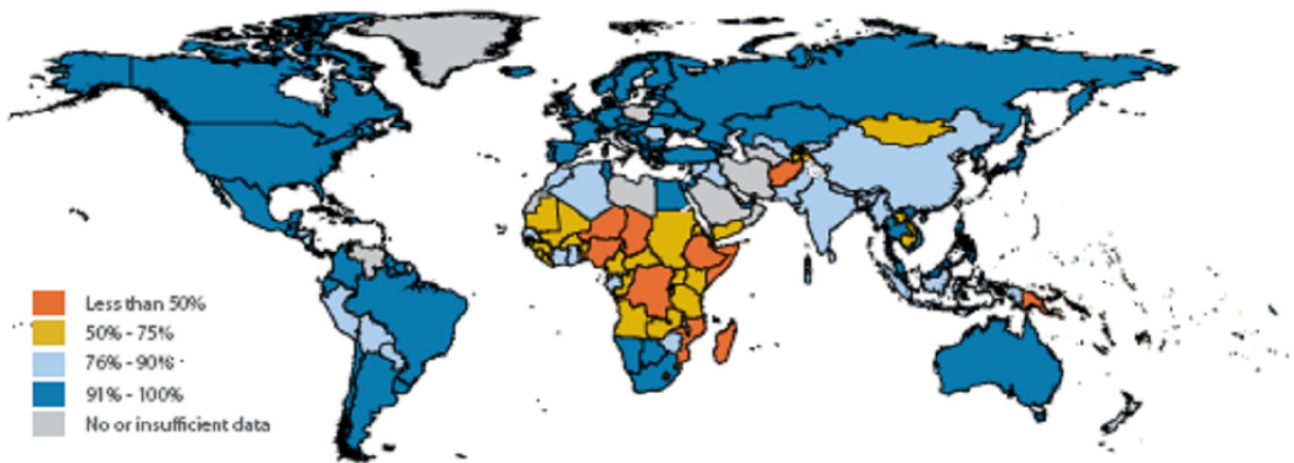 Less than 50%
50% - 75%
76% - 90% ·
91% - 100%
No or insufficient data